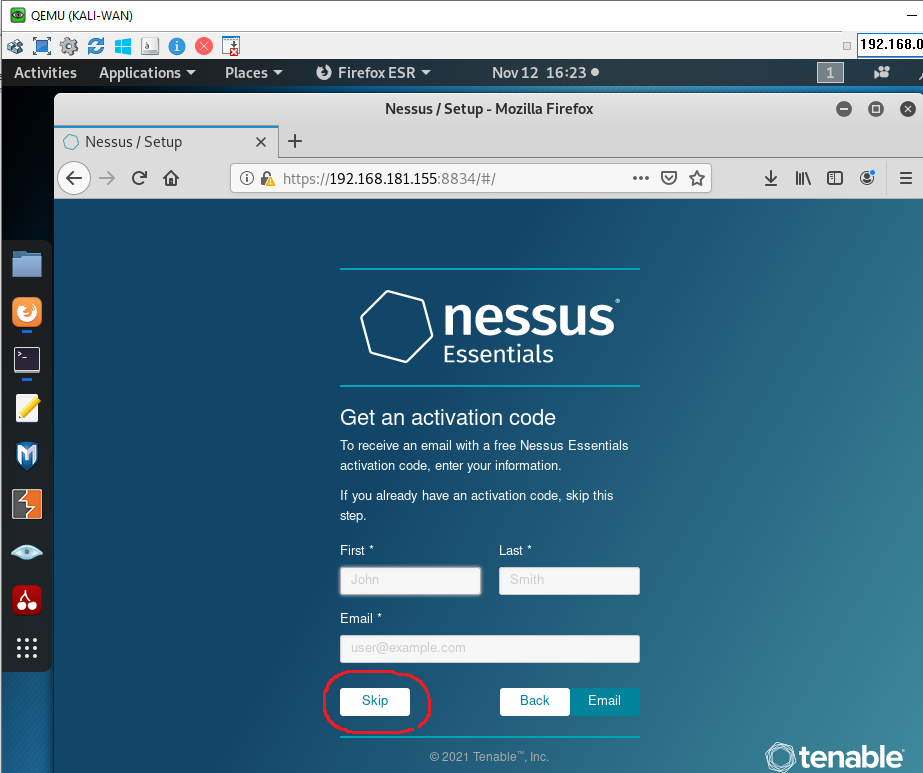 QEMU (KALI-WAN)
192.168.0
Activities Applications Places Firefox ESR Nov 12 16:23 1
Nessus / Setup - Mozilla Firefox
Nessus / Setup
https://192.168.181.155:8834/#/
nessus®
Essentials
Get an activation code
To receive an email with a free Nessus Essentials
activation code, enter your information.
If you already have an activation code, skip this
step.
First * Last *
John Smith
Email *
user@example.com
Skip Back Email
© 2021 Tenable™, Inc.
tenable